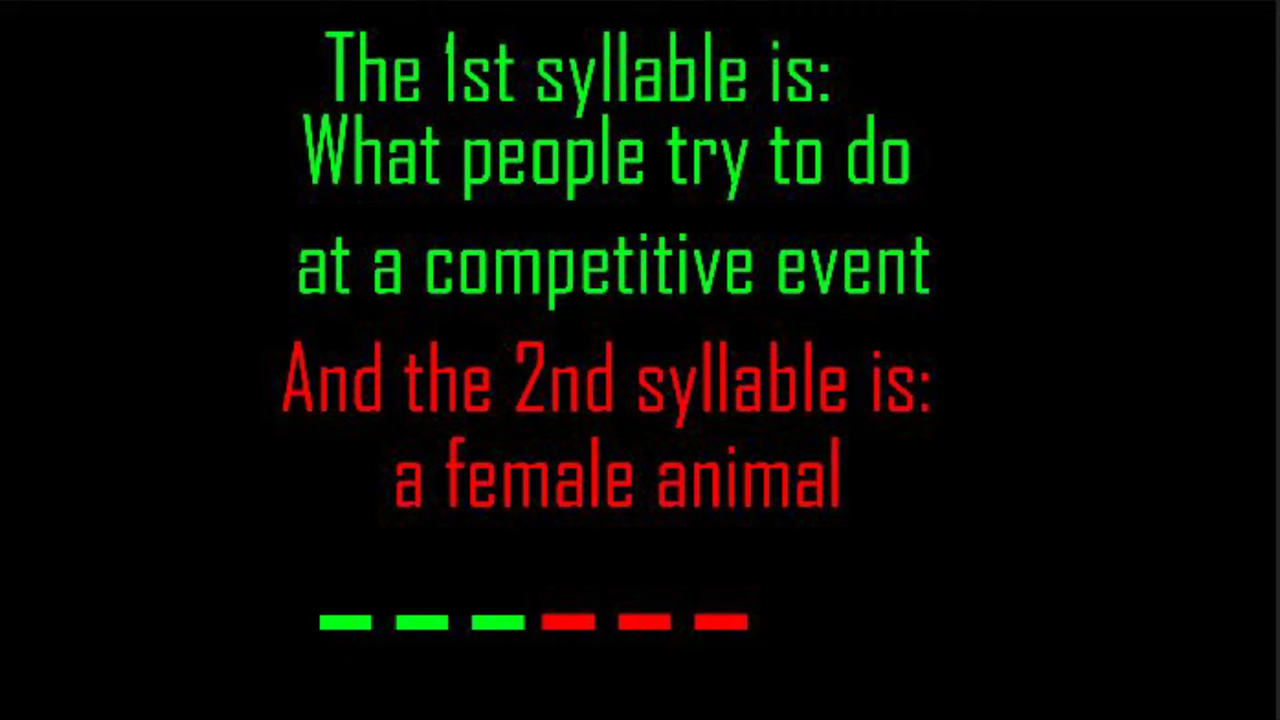 The 1st syllable is:
What people try to do
at a competitive event
And the 2nd syllable is:
a female animal